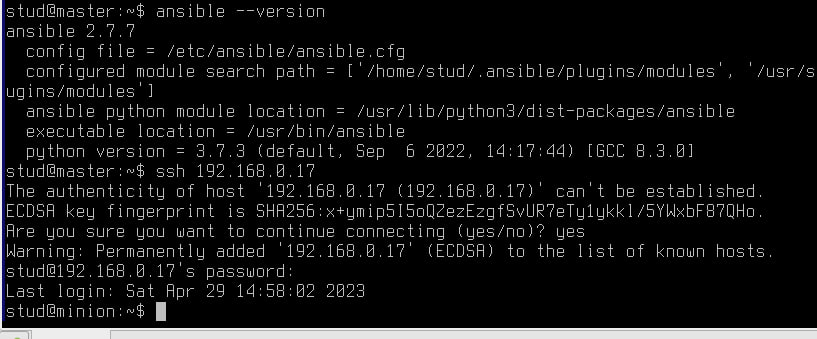 stud@master:~$ ansible --version
ansible 2.7.7
  config file = /etc/ansible/ansible.cfg
  configured module search path = ['/home/stud/.ansible/plugins/modules', '/usr/s
ugins/modules']
  ansible python module location = /usr/lib/python3/dist-packages/ansible
  executable location = /usr/bin/ansible
  python version = 3.7.3 (default, Sep  6 2022, 14:17:44) [GCC 8.3.0]
stud@master:~$ ssh 192.168.0.17
The authenticity of host '192.168.0.17 (192.168.0.17)' can't be established.
ECDSA key fingerprint is SHA256:x+ymip5I5oQZezEzgfSvUR7eTy1ykkl/5YWxbF87QHo.
Are you sure you want to continue connecting (yes/no)? yes
Warning: Permanently added '192.168.0.17' (ECDSA) to the list of known hosts.
stud@192.168.0.17's password:
Last login: Sat Apr 29 14:58:02 2023
stud@minion:~$